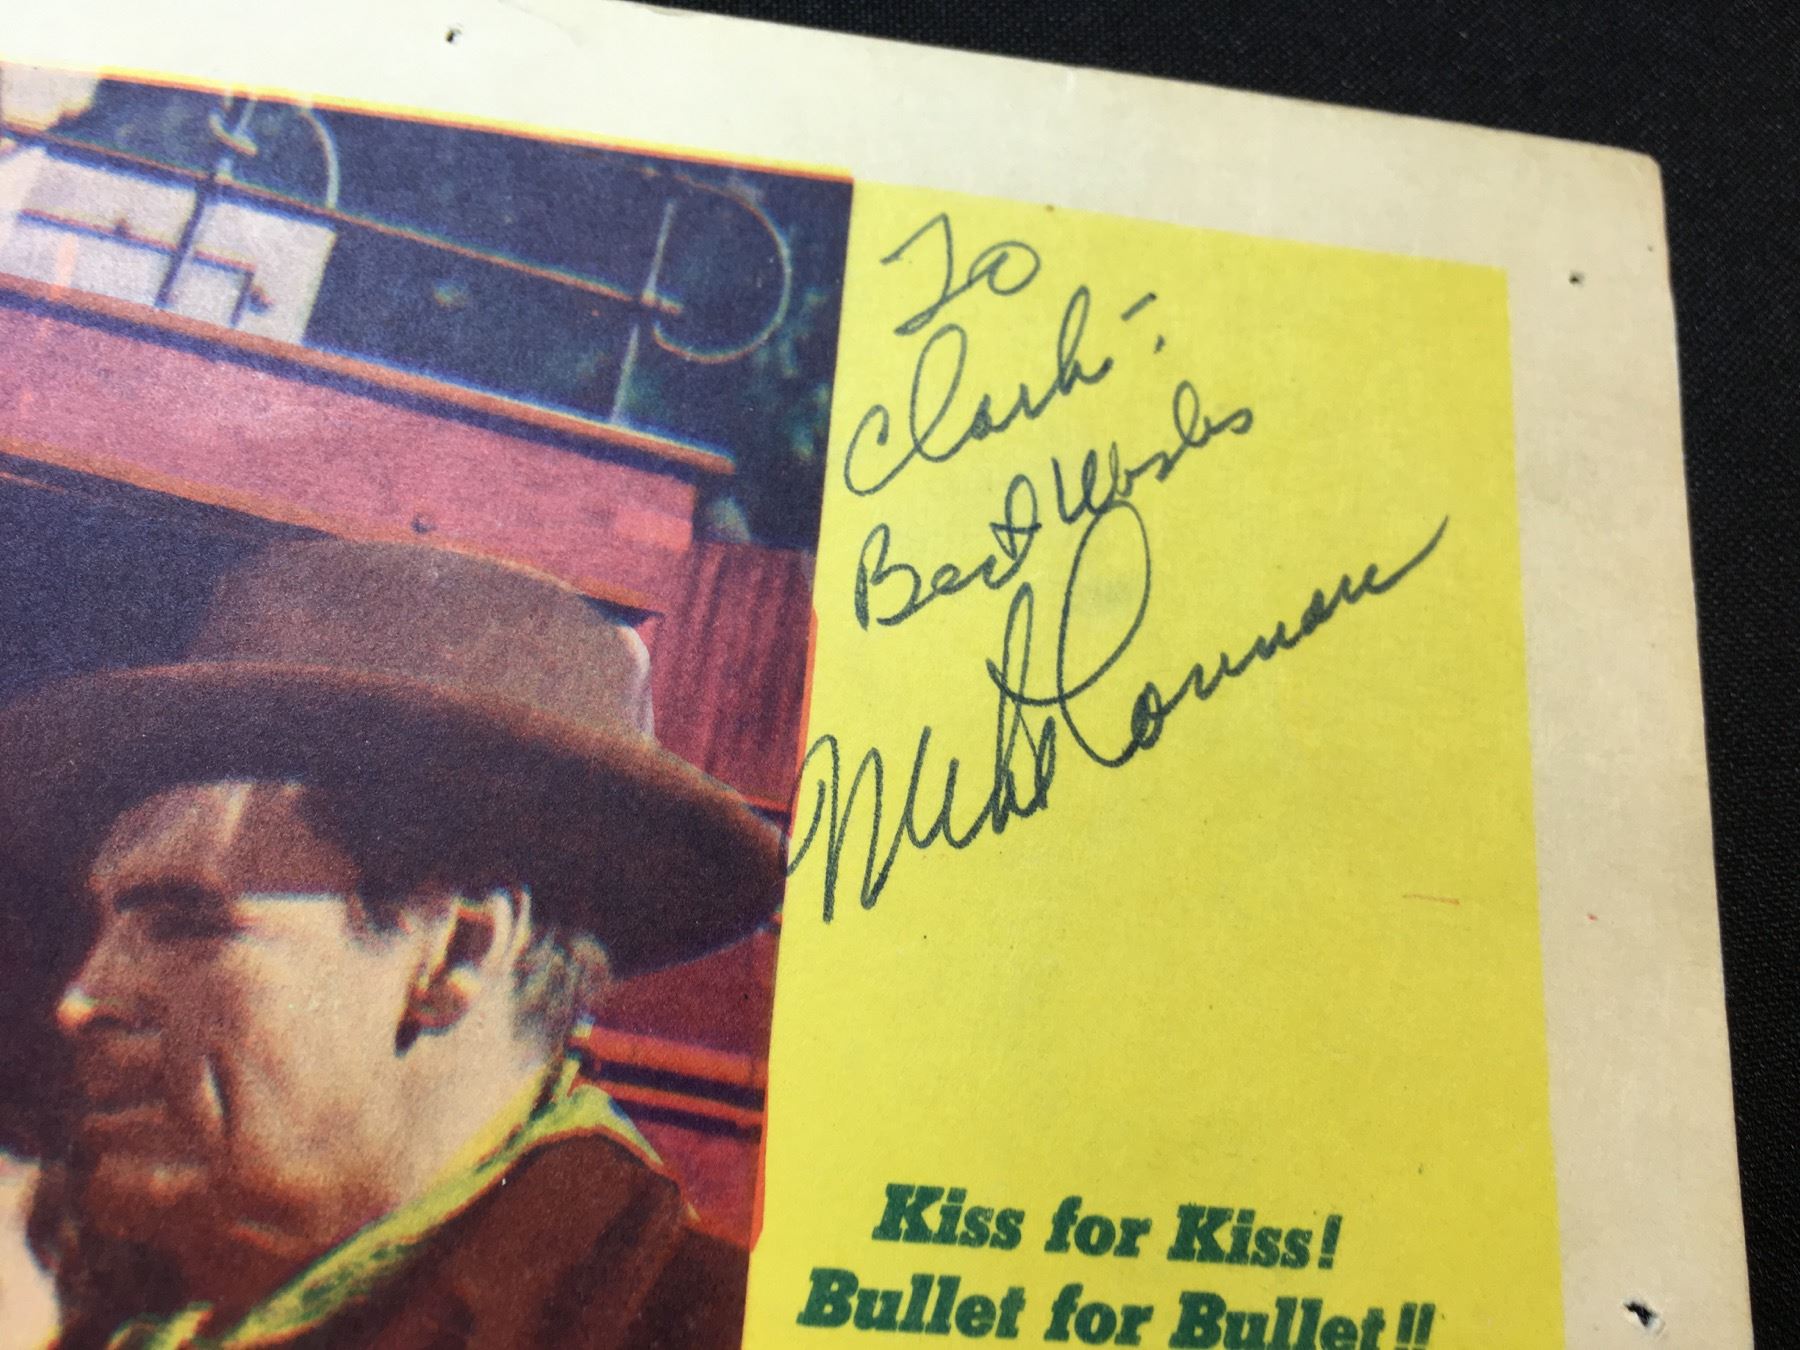 To
Clark -
Best Wishes
Mike Connors
Kiss for Kiss!
Bullet for Bullet!!